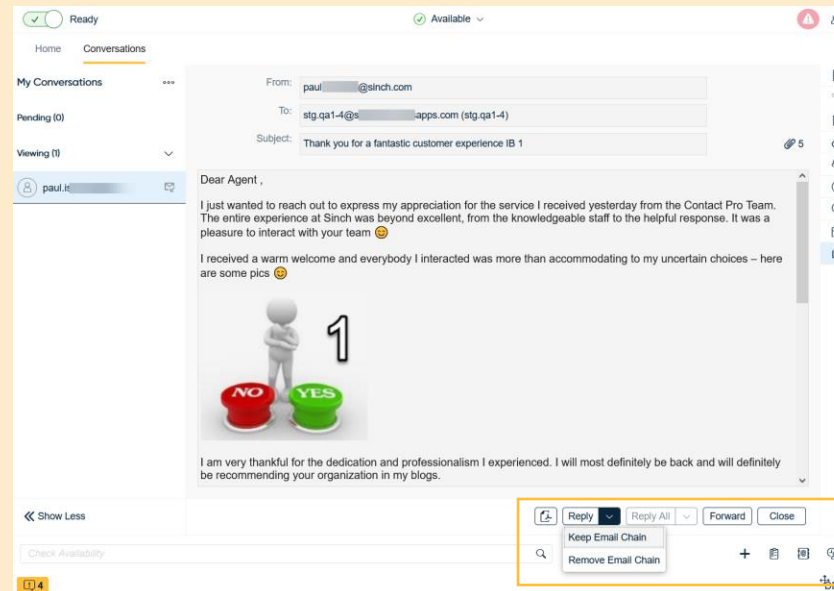 Ready
Available
Home Conversations
My Conversations
From: paul @sinch.com
Pending (0)
To: stg.qa1-4@s apps.com (stg.qa1-4)
Subject: Thank you for a fantastic customer experience IB 1
5
Viewing (1)
paul.is
Dear Agent ,
I just wanted to reach out to express my appreciation for the service I received yesterday from the Contact Pro Team.
The entire experience at Sinch was beyond excellent, from the knowledgeable staff to the helpful response. It was a
pleasure to interact with your team 😊
I received a warm welcome and everybody I interacted was more than accommodating to my uncertain choices – here
are some pics 😊
1
NO YES
I am very thankful for the dedication and professionalism I experienced. I will most definitely be back and will definitely
be recommending your organization in my blogs.
Show Less
Reply Reply All Forward Close
Keep Email Chain
Remove Email Chain
Check Availability
4